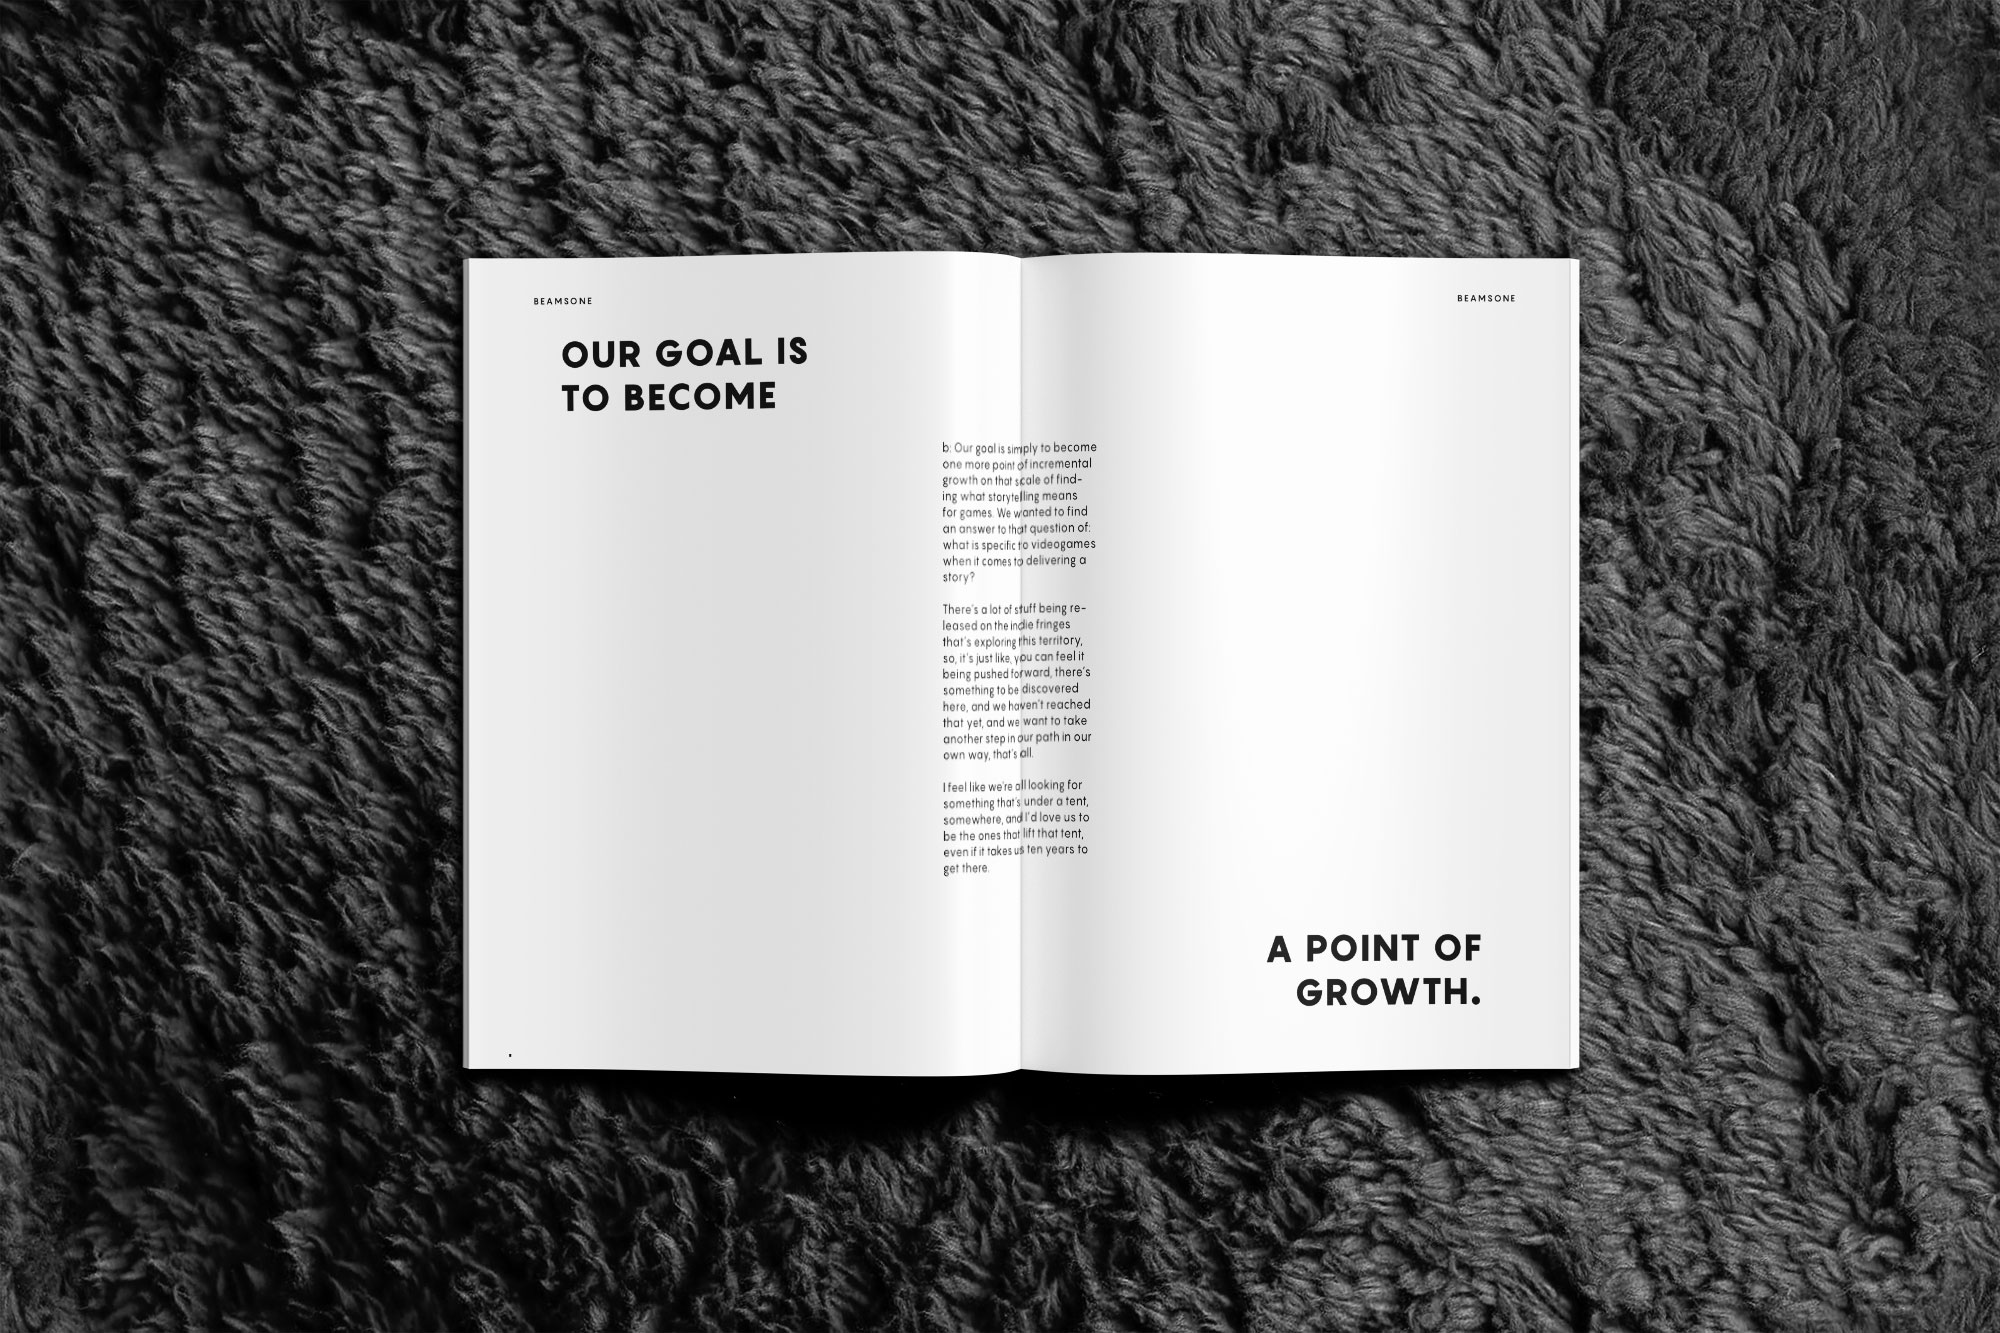 BEAMSONE
BEAMSONE
OUR GOAL IS
TO BECOME
b: Our goal is simply to become
one more point of incremental
growth on that scale of find-
ing what storytelling means
for games. We wanted to find
an answer to that question of:
what is specific to videogames
when it comes to delivering a
story?
There's a lot of stuff being re-
leased on the indie fringes
that's exploring this territory,
so, it's just like, you can feel it
being pushed forward, there's
something to be discovered
here, and we haven't reached
that yet, and we want to take
another step in our path in our
own way, that's all.
I feel like we're all looking for
something that's under a tent,
somewhere, and I'd love us to
be the ones that lift that tent,
even if it takes us ten years to
get there.
A POINT OF
GROWTH.